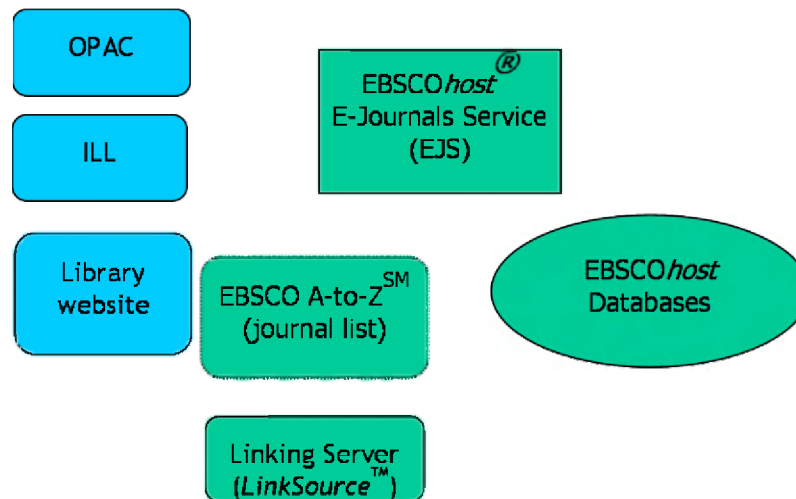 OPAC
EBSCOhost®
E-Journals Service
(EJS)
ILL
Library
website
EBSCO A-to-Z℠
(journal list)
EBSCOhost
Databases
Linking Server
(LinkSource™)